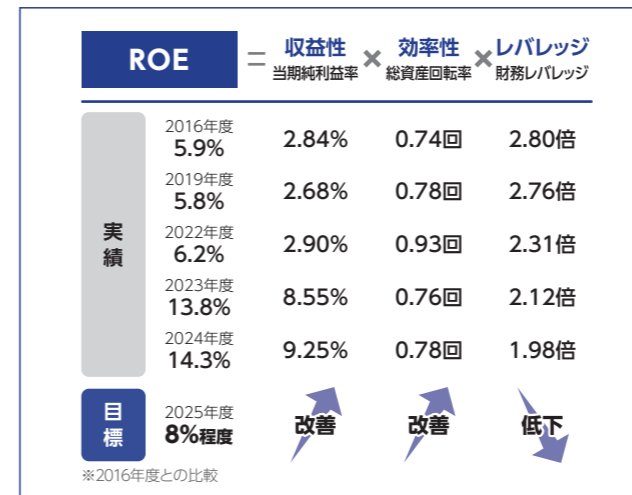 ROE = 収益性 × 効率性 × レバレッジ
当期純利益率 総資産回転率 財務レバレッジ
実績
2016年度
5.9% 2.84% 0.74回 2.80倍
2019年度
5.8% 2.68% 0.78回 2.76倍
2022年度
6.2% 2.90% 0.93回 2.31倍
2023年度
13.8% 8.55% 0.76回 2.12倍
2024年度
14.3% 9.25% 0.78回 1.98倍
目標
2025年度
8%程度 改善 改善 低下
※2016年度との比較